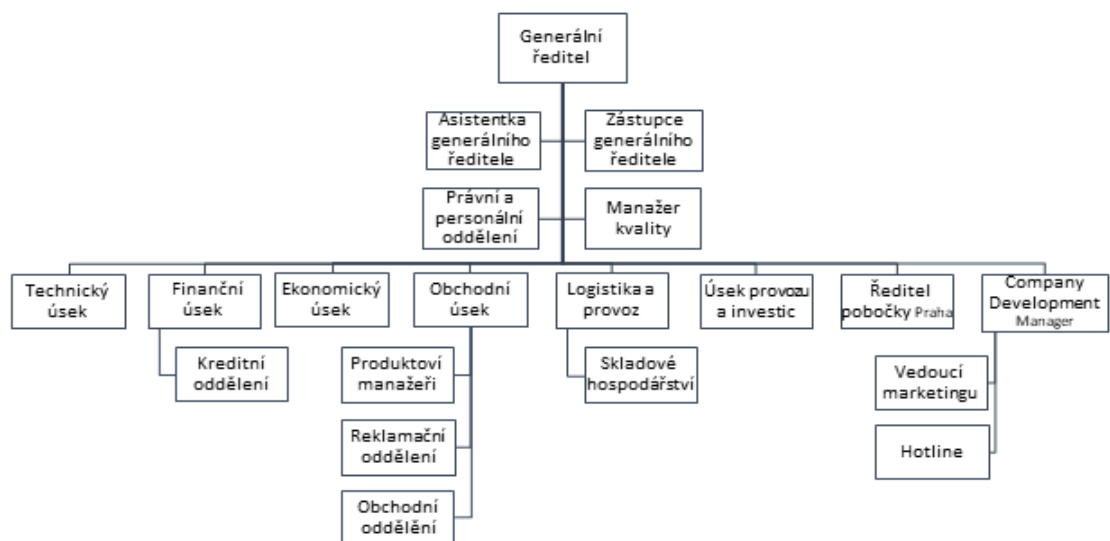 Generální
ředitel
Asistentka
generálního
ředitele
Zástupce
generálního
ředitele
Právní a
personální
oddělení
Manažer
kvality
Technický
úsek
Finanční
úsek
Ekonomický
úsek
Obchodní
úsek
Logistika a
provoz
Úsek provozu
a investic
Ředitel
pobočky Praha
Company
Development
Manager
Kreditní
oddělení
Produktoví
manažeři
Skladové
hospodářství
Vedoucí
marketingu
Reklamační
oddělení
Hotline
Obchodní
oddělění